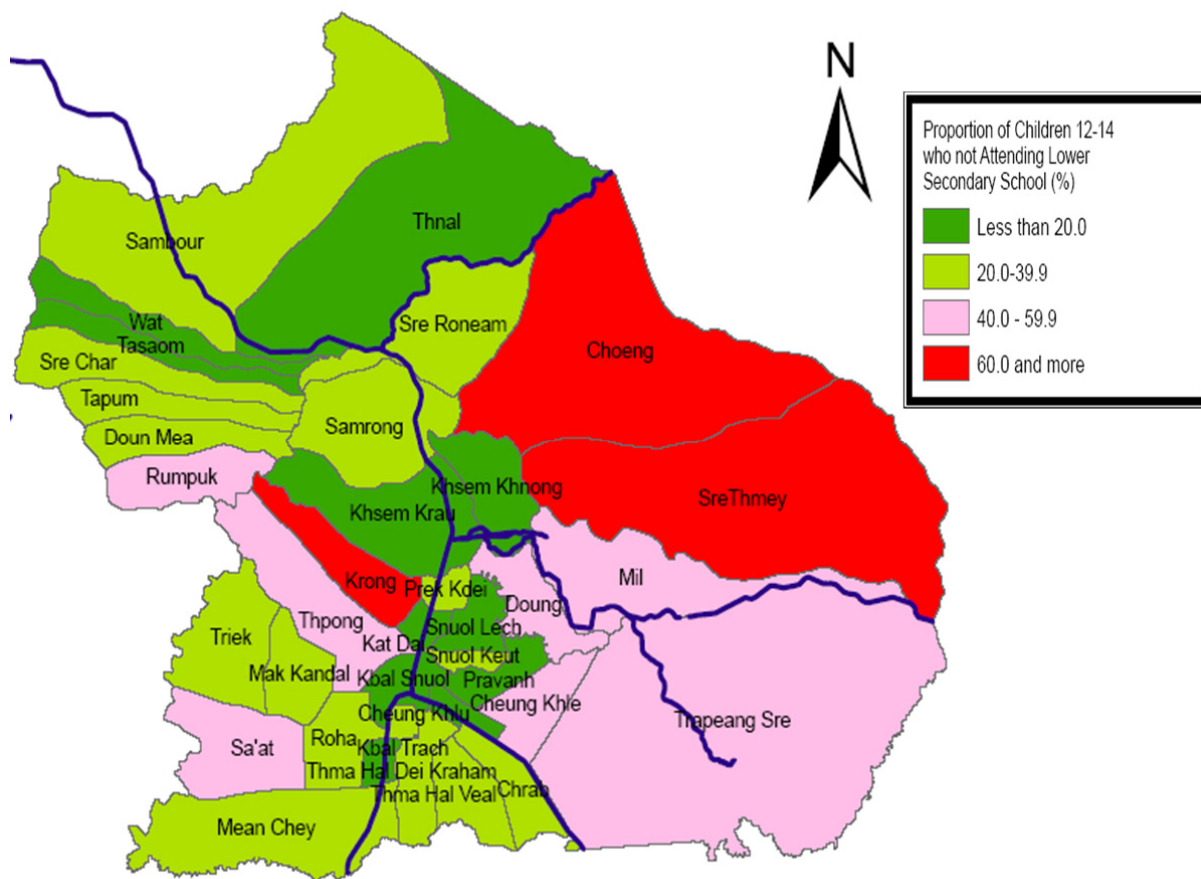 N
Proportion of Children 12-14
who not Attending Lower
Secondary School (%)
Less than 20.0
20.0-39.9
40.0 - 59.9
60.0 and more
Thnal
Sambour
Wat
Sre Roneam
Tasaom
Choeng
Sre Char
Tapum
Samrong
Doun Mea
Rumpuk
Khsem Khnong
SreThmey
Khsem Krau
Mil
Krong
Prek Kdei
Doung
Thpong
Snuol Lech
Triek
Kat Dai
Snuol Keut
Mak Kandal
Kbal Snuol
Pravanh
Cheung Khle
Cheung Khlu
Trapeang Sre
Roha
Sa'at
Kbal Trach
Thma Hal Dei Kraham
Chrab
Thma Hal Veal
Mean Chey